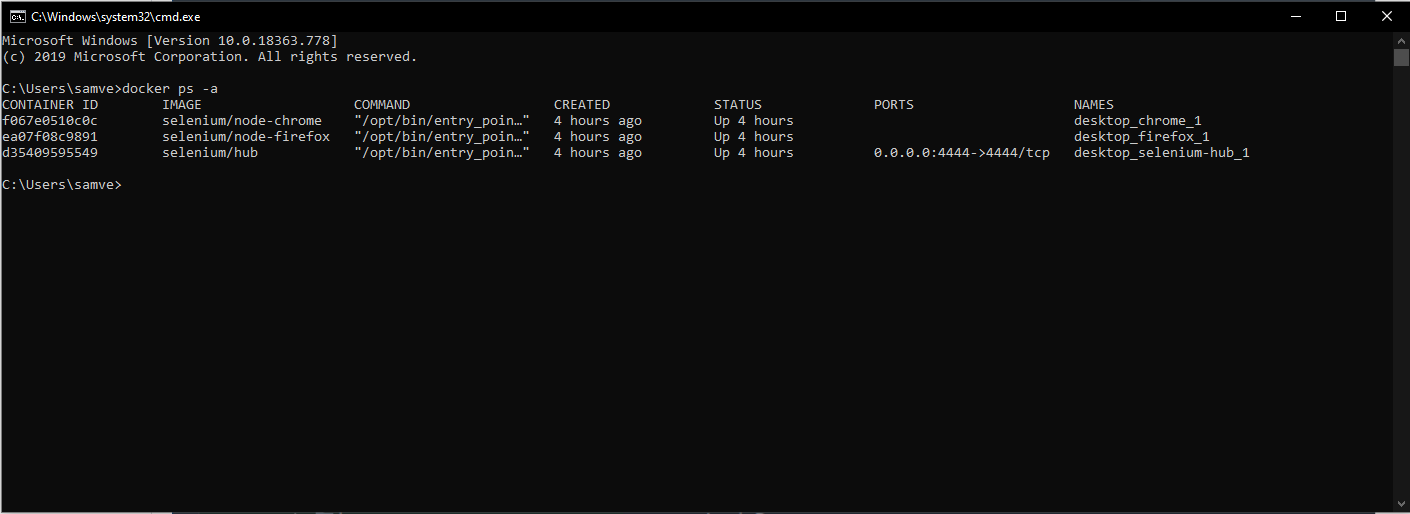 C:\Windows\system32\cmd.exe
Microsoft Windows [Version 10.0.18363.778]
(c) 2019 Microsoft Corporation. All rights reserved.
C:\Users\samve>docker ps -a
CONTAINER ID IMAGE COMMAND CREATED STATUS PORTS NAMES
f067e0510c0c selenium/node-chrome "/opt/bin/entry_poin…" 4 hours ago Up 4 hours desktop_chrome_1
ea07f08c9891 selenium/node-firefox "/opt/bin/entry_poin…" 4 hours ago Up 4 hours desktop_firefox_1
d35409595549 selenium/hub "/opt/bin/entry_poin…" 4 hours ago Up 4 hours 0.0.0.0:4444->4444/tcp desktop_selenium-hub_1
C:\Users\samve>